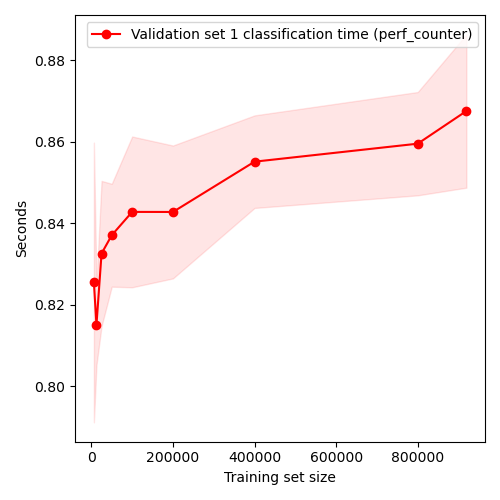 Validation set 1 classification time (perf_counter)
0.88
0.86
0.84
0.82
0.80
Seconds
0 200000 400000 600000 800000
Training set size